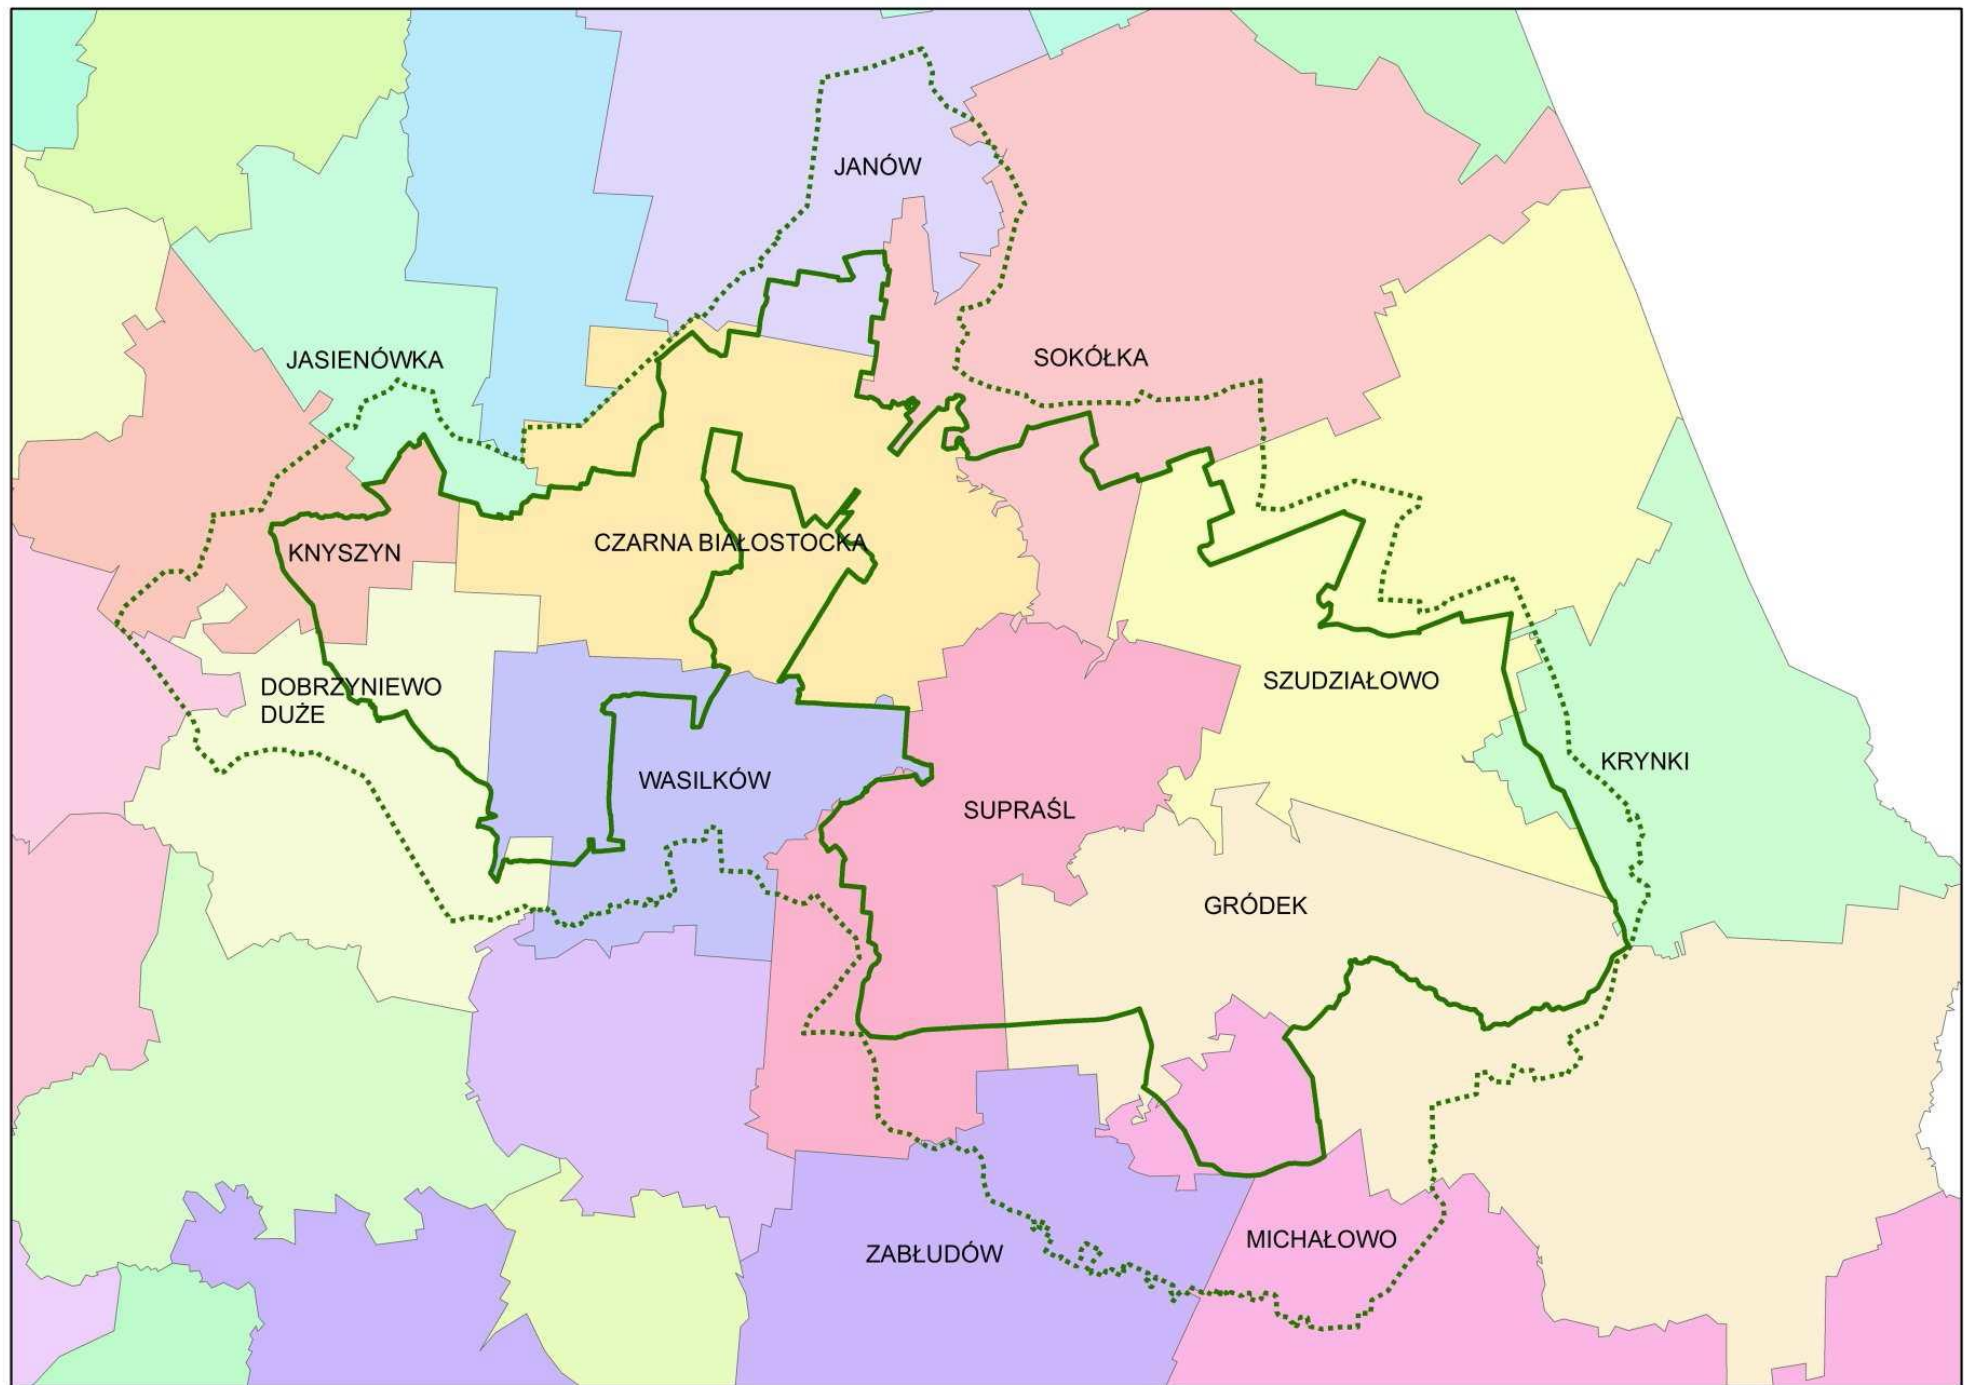 JANÓW
JASIENÓWKA
SOKÓŁKA
KNYSZYN
CZARNA BIAŁOSTOCKA
DOBRZYNIEWO
DUŻE
SZUDZIAŁOWO
WASILKÓW
KRYNKI
SUPRAŚL
GRÓDEK
ZABŁUDÓW
MICHAŁOWO